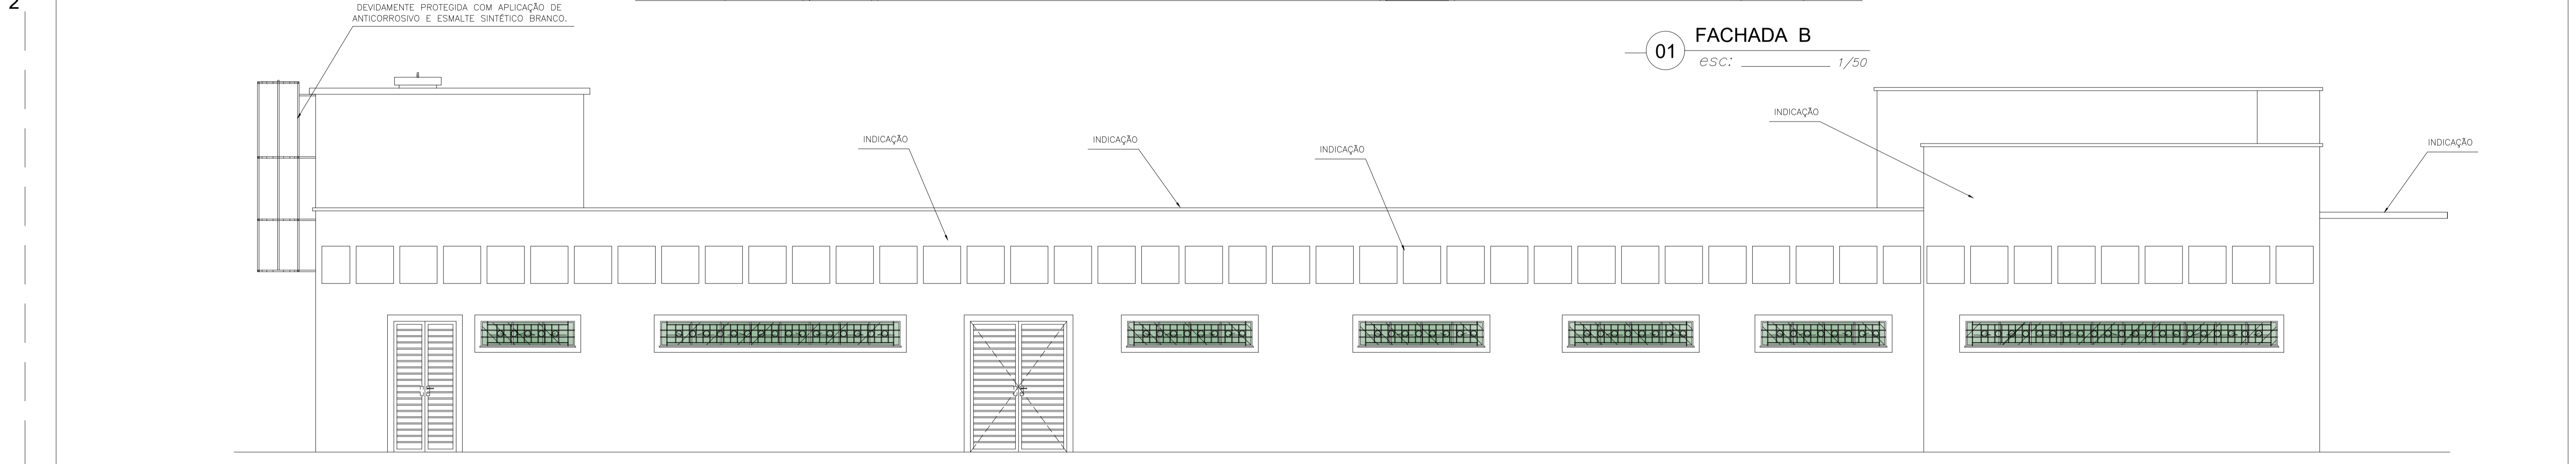 2
DEVIDAMENTE PROTEGIDA COM APLICAÇÃO DE
ANTICORROSIVO E ESMALTE SINTÉTICO BRANCO.
01
FACHADA B
esc: 1/50
INDICAÇÃO
INDICAÇÃO
INDICAÇÃO
INDICAÇÃO
INDICAÇÃO